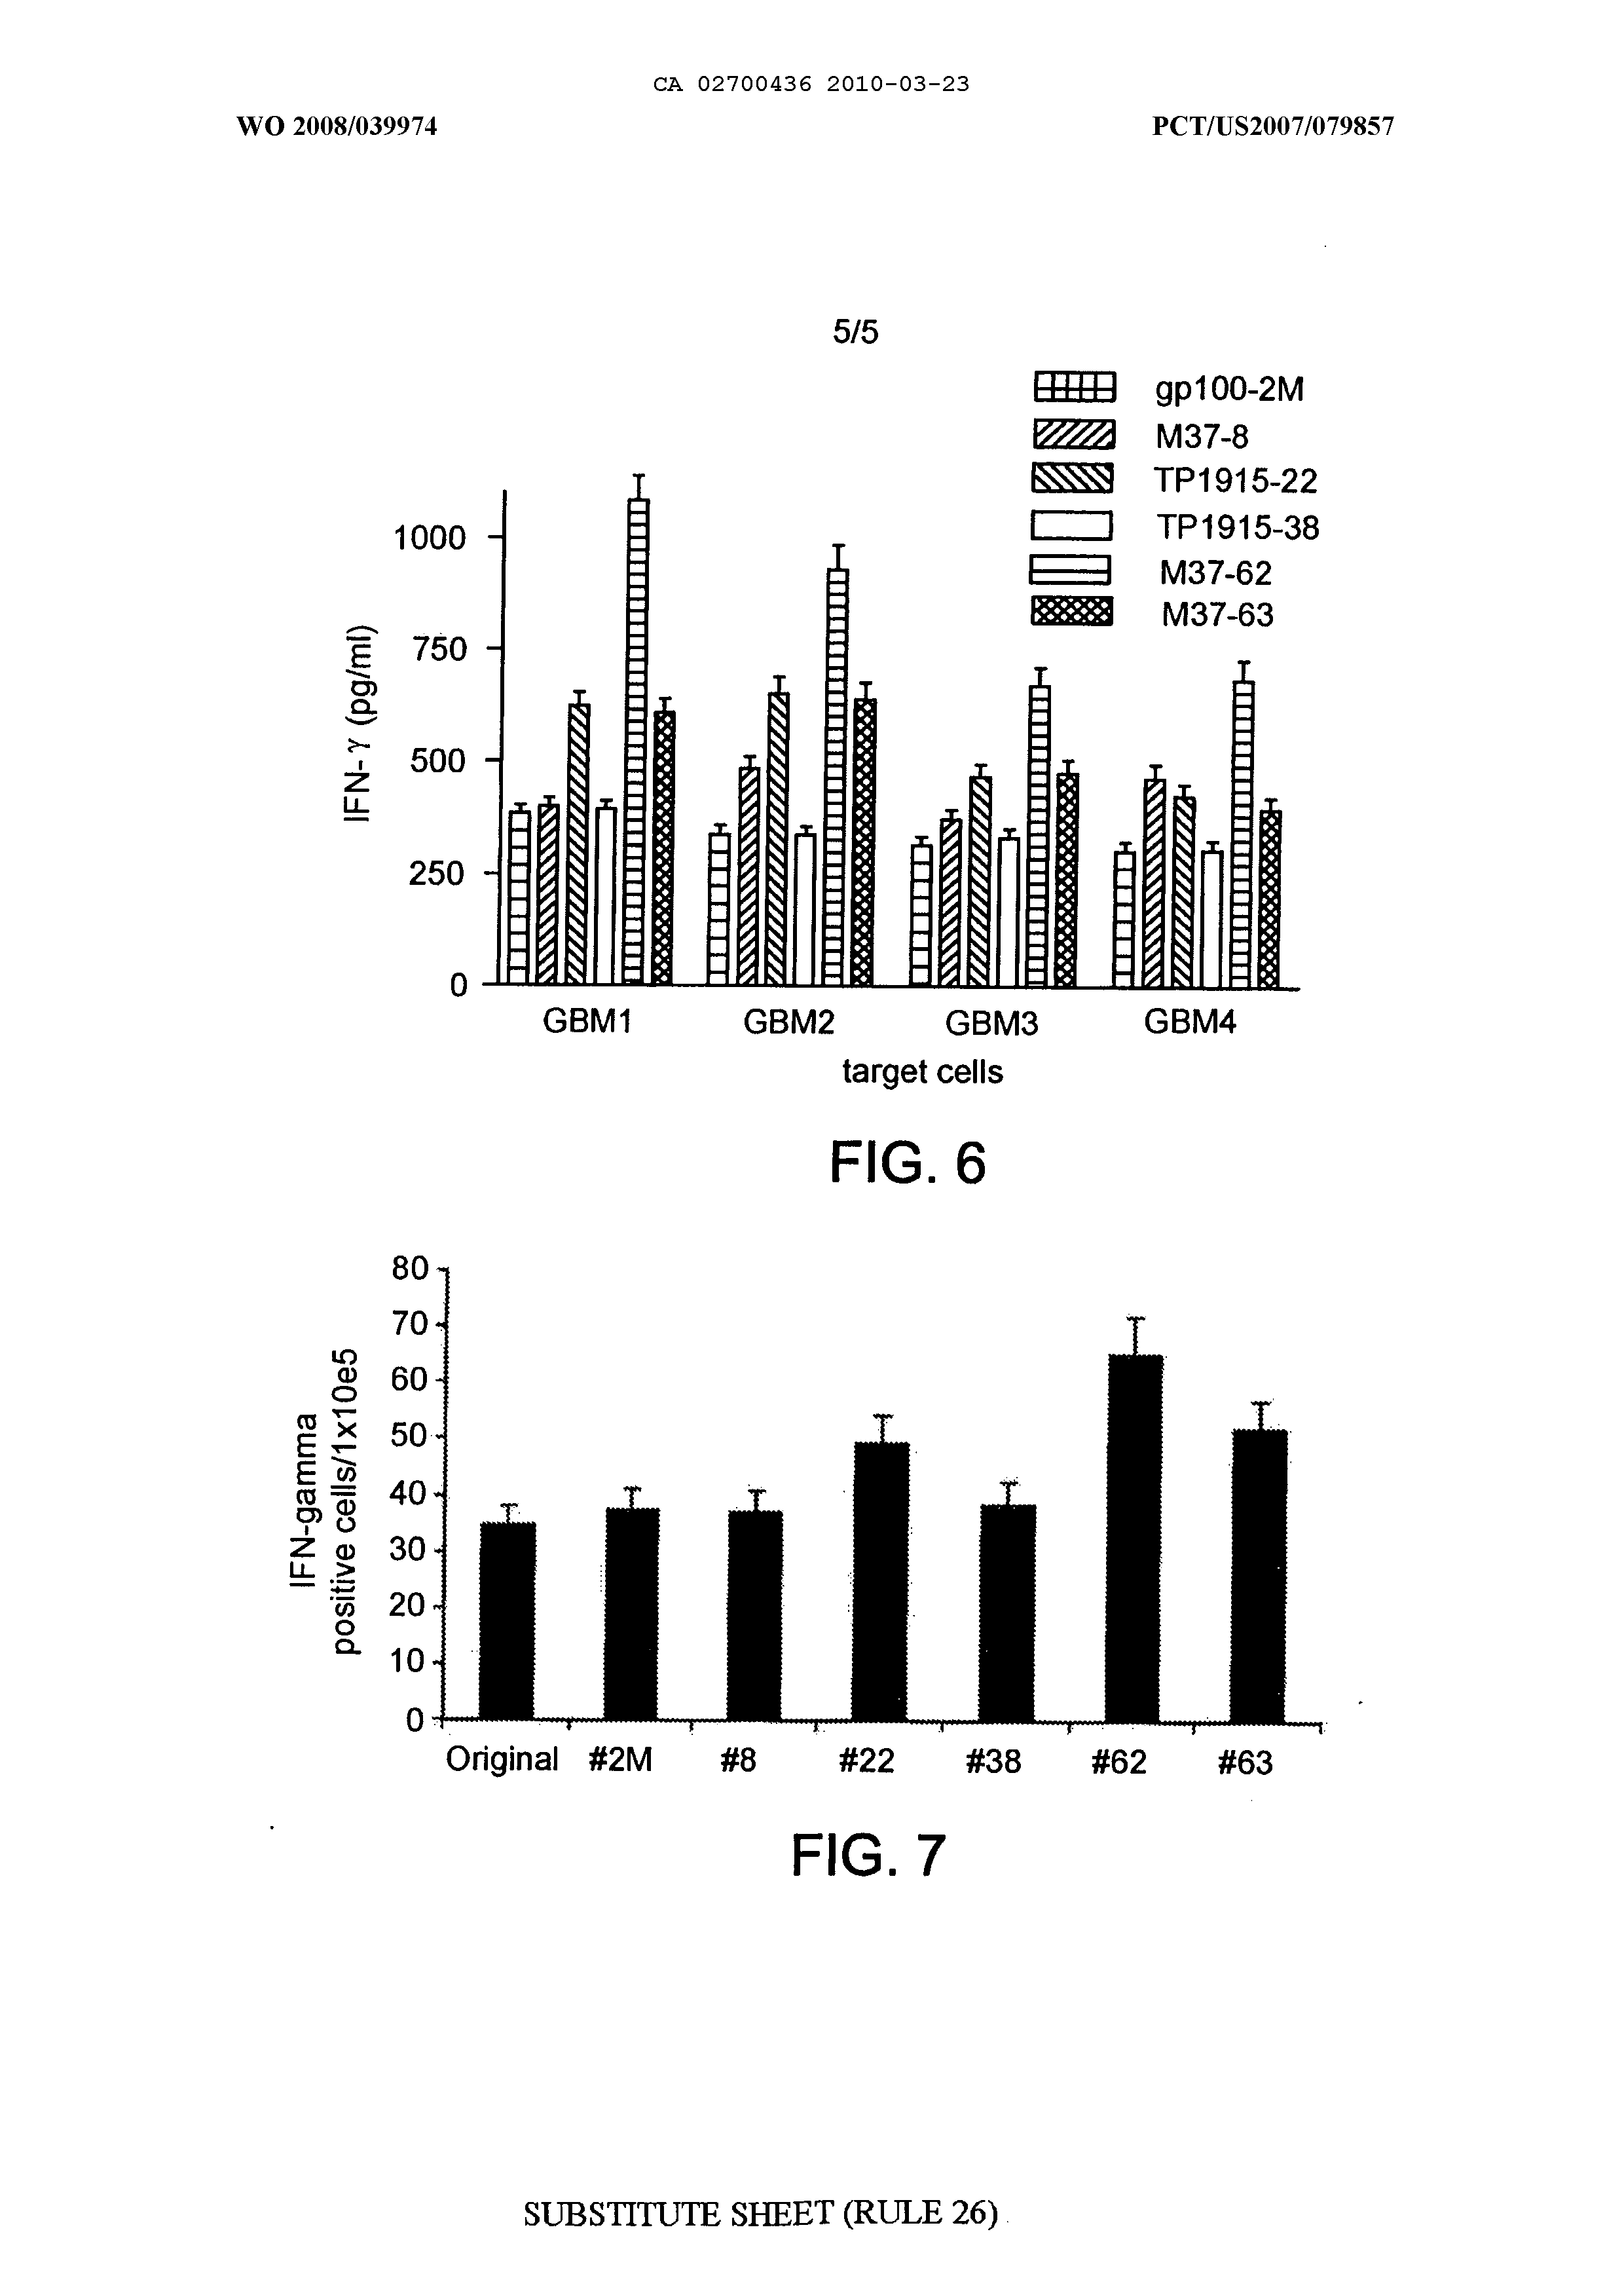 CA 02700436 2010-03-23
WO 2008/039974 PCT/US2007/079857
5/5
gp100-2M
M37-8
TP1915-22
TP1915-38
M37-62
M37-63
IFN-γ (pg/ml)
1000
750
500
250
0
GBM1 GBM2 GBM3 GBM4
target cells
FIG. 6
IFN-gamma
positive cells/1x10e5
80
70
60
50
40
30
20
10
0
Original #2M #8 #22 #38 #62 #63
FIG. 7
SUBSTITUTE SHEET (RULE 26)